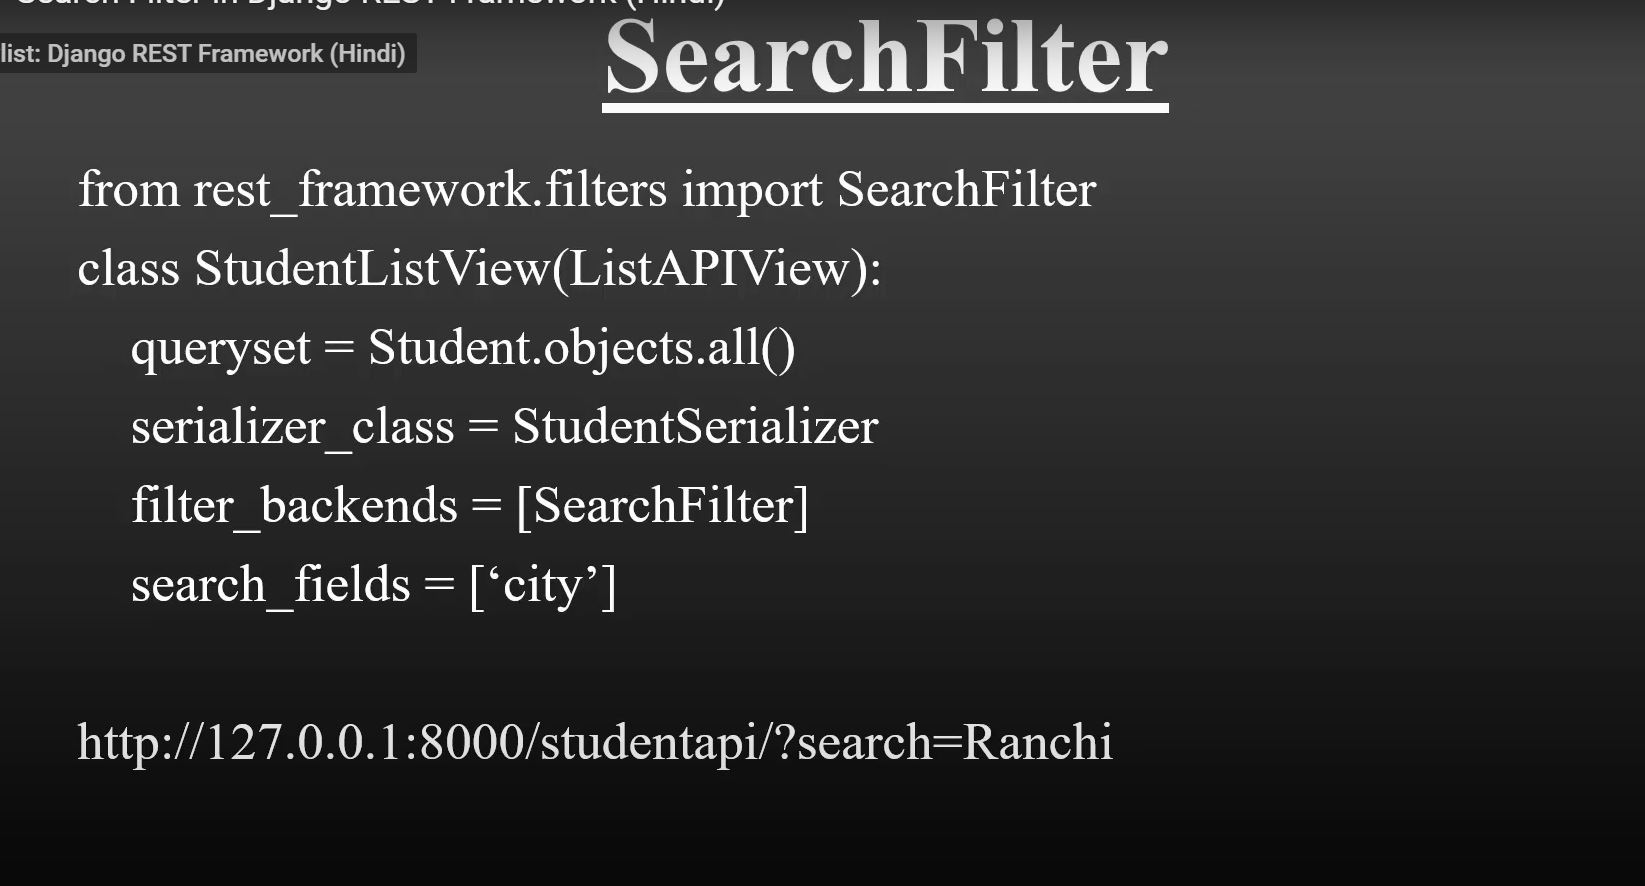 Search Filter in Django REST Framework (Hindi)
list: Django REST Framework (Hindi)
SearchFilter
from rest_framework.filters import SearchFilter
class StudentListView(ListAPIView):
queryset = Student.objects.all()
serializer_class = StudentSerializer
filter_backends = [SearchFilter]
search_fields = [‘city’]
http://127.0.0.1:8000/studentapi/?search=Ranchi